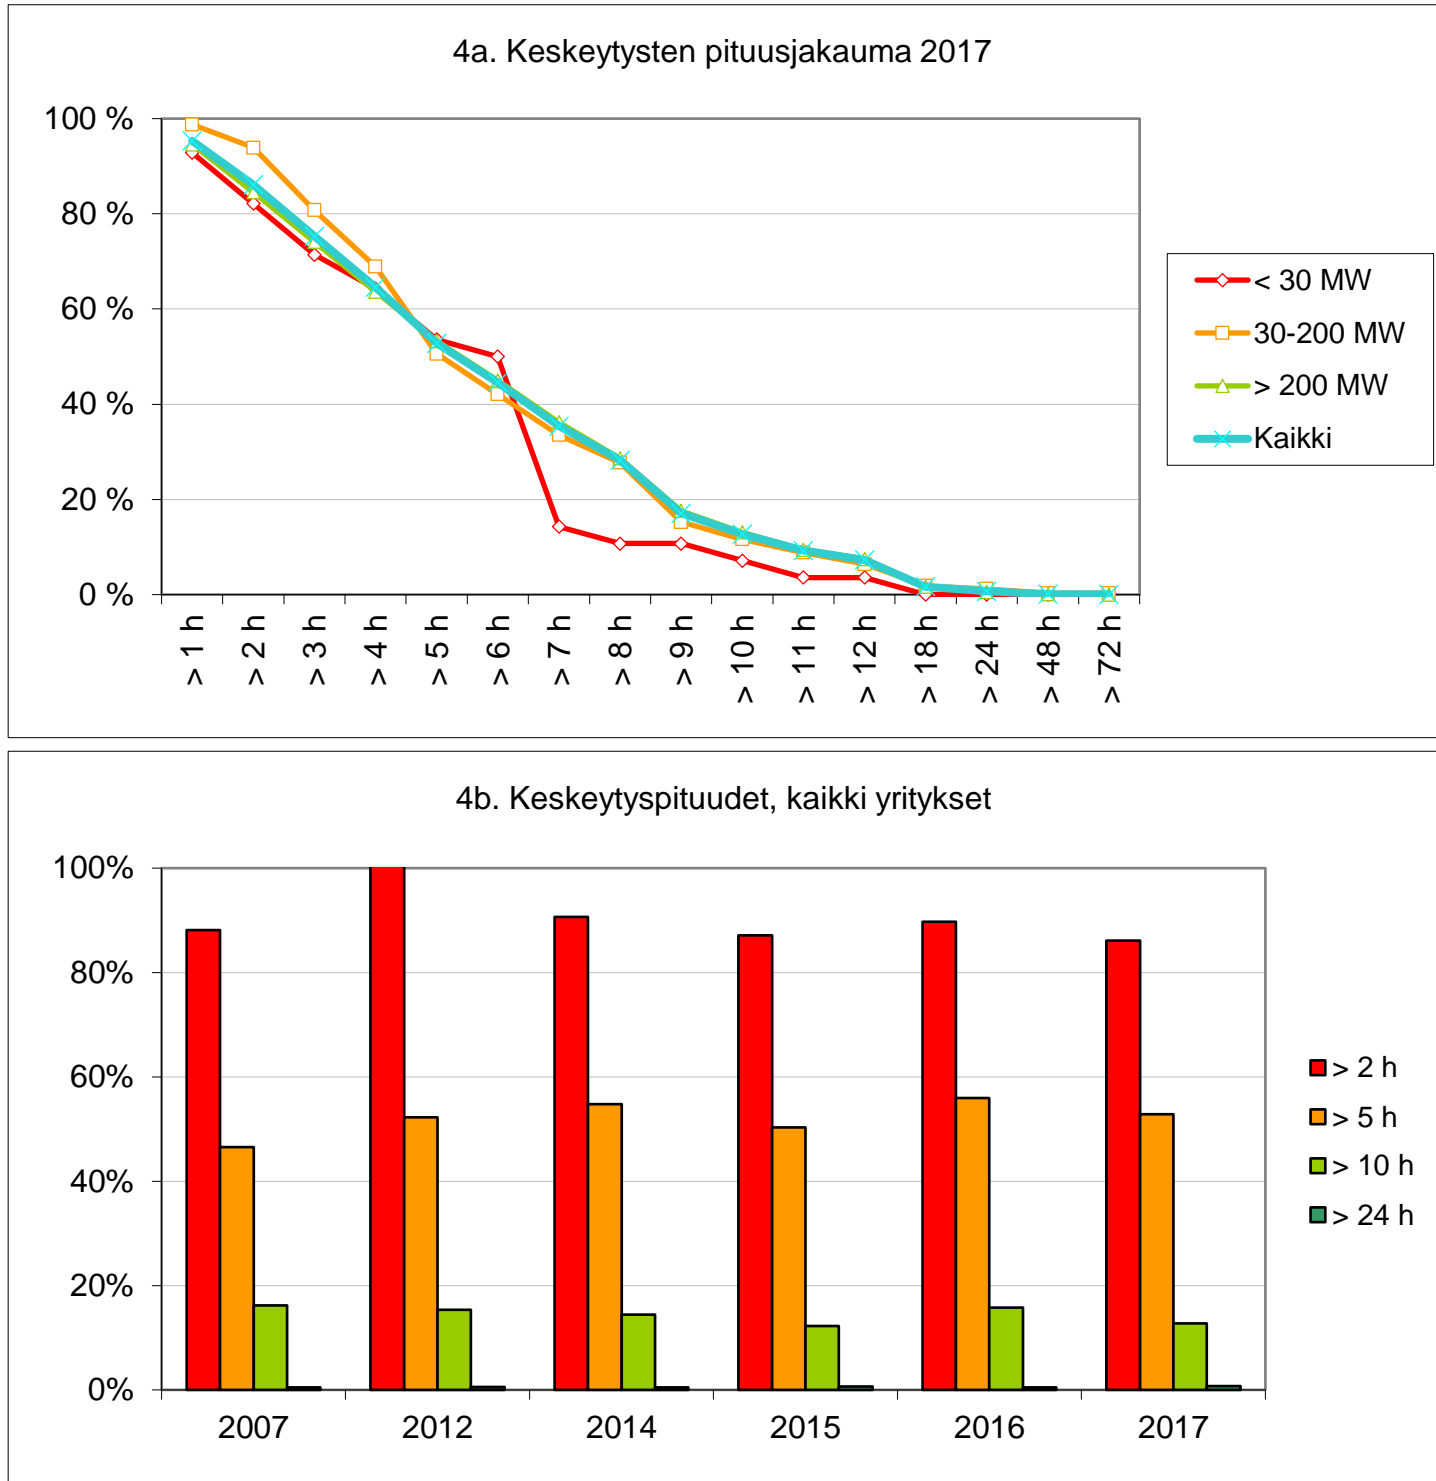 4a. Keskeytysten pituusjakauma 2017
100 %
80 %
60 %
40 %
20 %
0 %
> 1 h
> 2 h
> 3 h
> 4 h
> 5 h
> 6 h
> 7 h
> 8 h
> 9 h
> 10 h
> 11 h
> 12 h
> 18 h
> 24 h
> 48 h
> 72 h
< 30 MW
30-200 MW
> 200 MW
Kaikki
4b. Keskeytyspituudet, kaikki yritykset
100%
80%
60%
40%
20%
0%
2007
2012
2014
2015
2016
2017
> 2 h
> 5 h
> 10 h
> 24 h